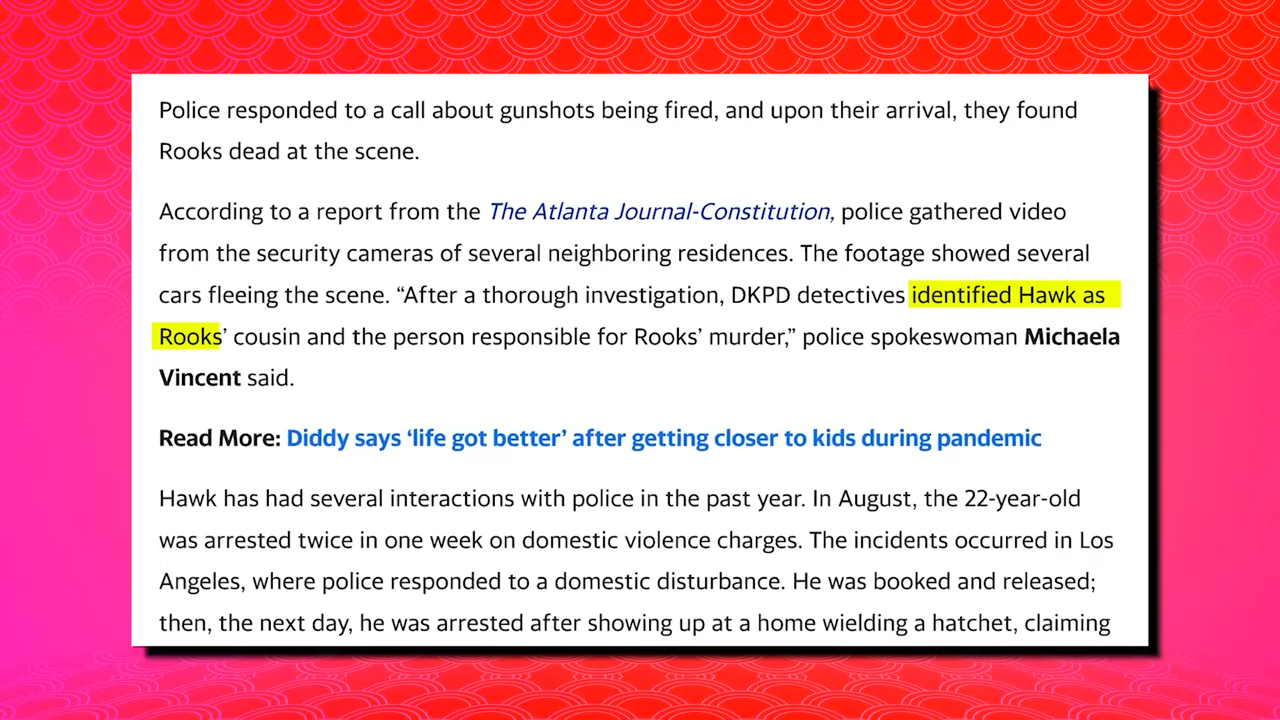 Police responded to a call about gunshots being fired, and upon their arrival, they found
Rooks dead at the scene.
According to a report from the The Atlanta Journal-Constitution, police gathered video
from the security cameras of several neighboring residences. The footage showed several
cars fleeing the scene. “After a thorough investigation, DKPD detectives identified Hawk as
Rooks’ cousin and the person responsible for Rooks’ murder,” police spokeswoman Michaela
Vincent said.
Read More: Diddy says ‘life got better’ after getting closer to kids during pandemic
Hawk has had several interactions with police in the past year. In August, the 22-year-old
was arrested twice in one week on domestic violence charges. The incidents occurred in Los
Angeles, where police responded to a domestic disturbance. He was booked and released;
then, the next day, he was arrested after showing up at a home wielding a hatchet, claiming